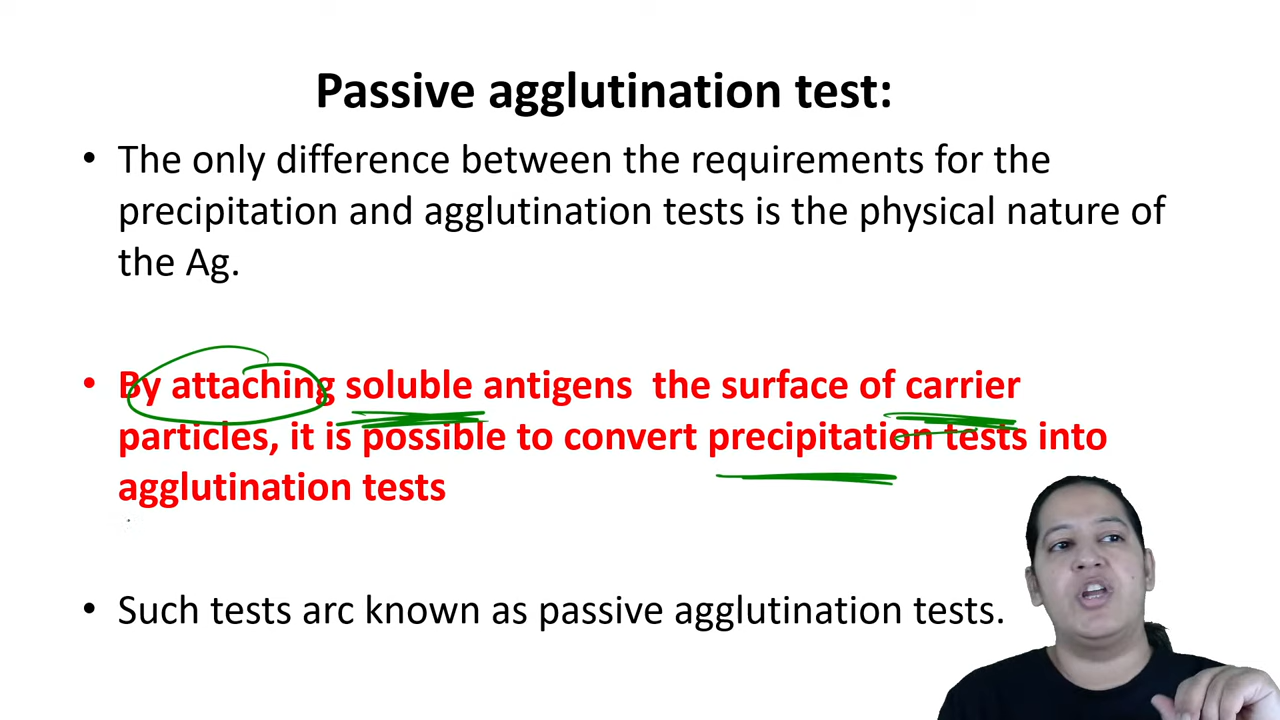 Passive agglutination test:
• The only difference between the requirements for the
precipitation and agglutination tests is the physical nature of
the Ag.
• By attaching soluble antigens the surface of carrier
particles, it is possible to convert precipitation tests into
agglutination tests
• Such tests arc known as passive agglutination tests.